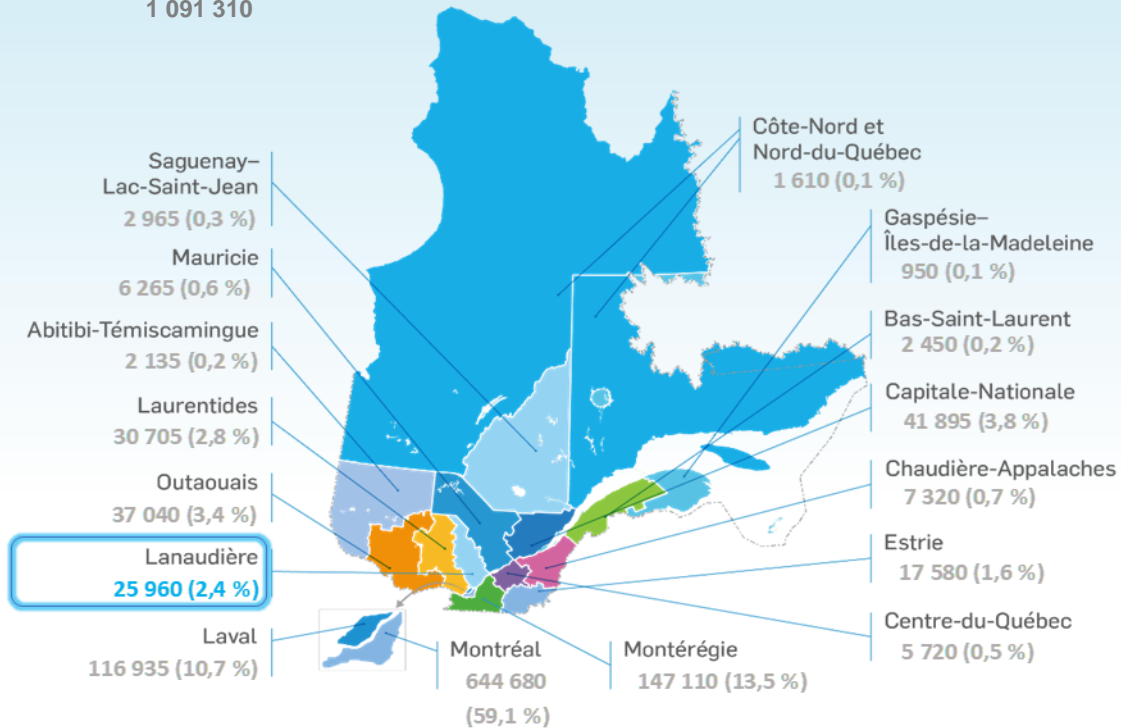 1 091 310
Saguenay–
Lac-Saint-Jean
2 965 (0,3 %)
Mauricie
6 265 (0,6 %)
Abitibi-Témiscamingue
2 135 (0,2 %)
Laurentides
30 705 (2,8 %)
Outaouais
37 040 (3,4 %)
Lanaudière
25 960 (2,4 %)
Laval
116 935 (10,7 %)
Montréal
644 680
(59,1 %)
Montérégie
147 110 (13,5 %)
Côte-Nord et
Nord-du-Québec
1 610 (0,1 %)
Gaspésie–
Îles-de-la-Madeleine
950 (0,1 %)
Bas-Saint-Laurent
2 450 (0,2 %)
Capitale-Nationale
41 895 (3,8 %)
Chaudière-Appalaches
7 320 (0,7 %)
Estrie
17 580 (1,6 %)
Centre-du-Québec
5 720 (0,5 %)